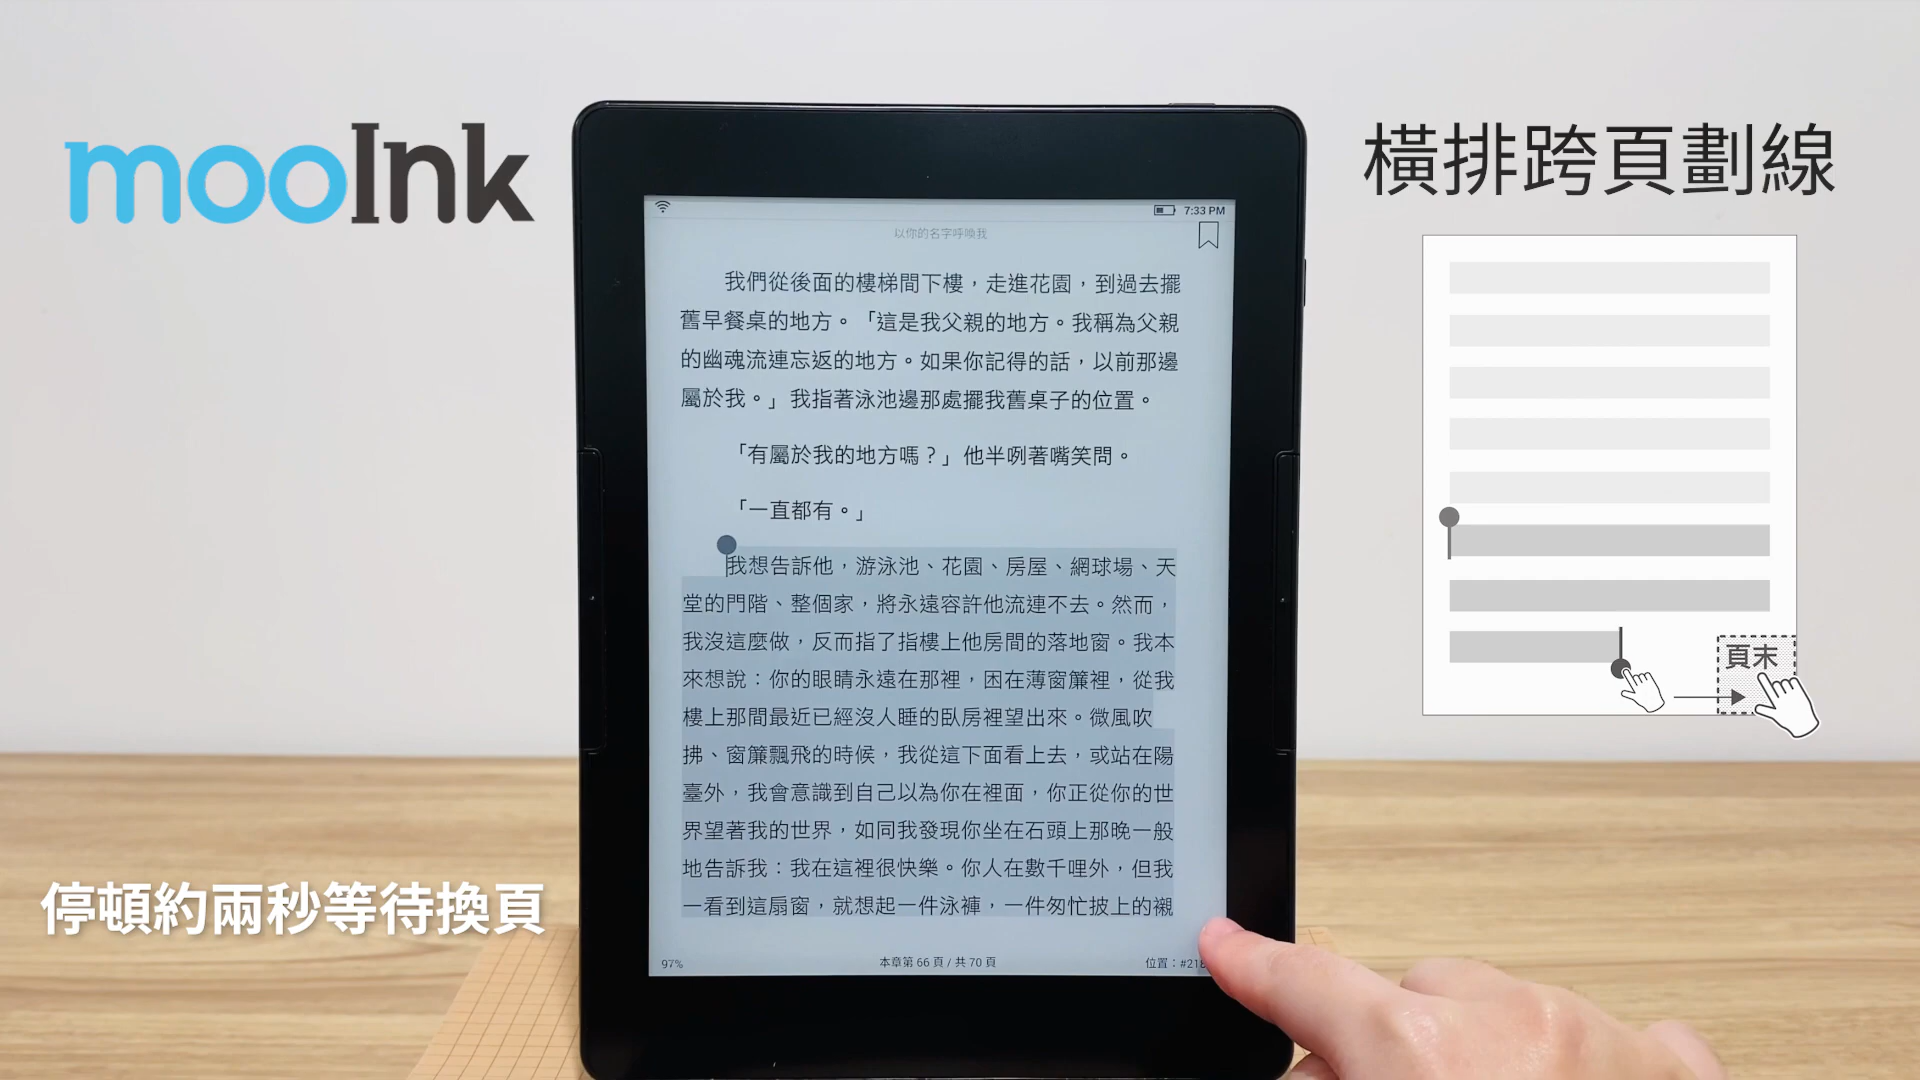 mooInk
橫排跨頁劃線
7:33 PM
以你的名字呼喚我
我們從後面的樓梯間下樓，走進花園，到過去擺
舊早餐桌的地方。「這是我父親的地方。我稱為父親
的幽魂流連忘返的地方。如果你記得的話，以前那邊
屬於我。」我指著泳池邊那處擺我舊桌子的位置。
「有屬於我的地方嗎？」他半咧著嘴笑問。
「一直都有。」
我想告訴他，游泳池、花園、房屋、網球場、天
堂的門階、整個家，將永遠容許他流連不去。然而，
我沒這麼做，反而指了指樓上他房間的落地窗。我本
來想說：你的眼睛永遠在那裡，困在薄窗簾裡，從我
樓上那間最近已經沒人睡的臥房裡望出來。微風吹
拂、窗簾飄飛的時候，我從這下面看上去，或站在陽
臺外，我會意識到自己以為你在裡面，你正從你的世
界望著我的世界，如同我發現你坐在石頭上那晚一般
地告訴我：我在這裡很快樂。你人在數千哩外，但我
一看到這扇窗，就想起一件泳褲，一件匆忙披上的襯
97%
本章第 66 頁 / 共 70 頁
位置：#218
頁末
停頓約兩秒等待換頁